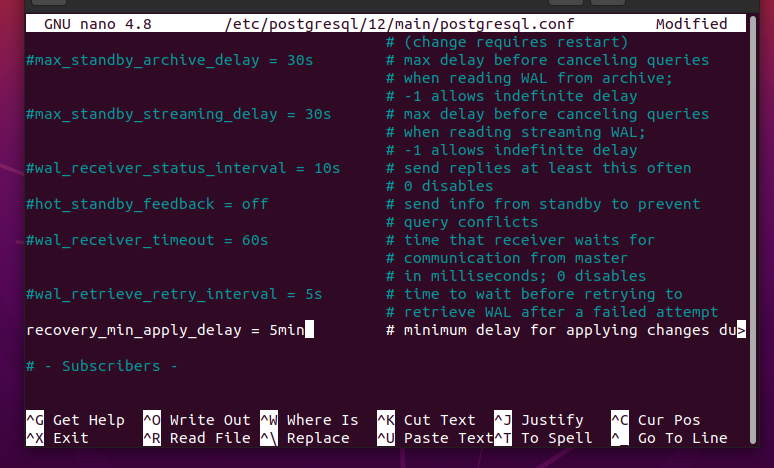 GNU nano 4.8 /etc/postgresql/12/main/postgresql.conf Modified
# (change requires restart)
#max_standby_archive_delay = 30s # max delay before canceling queries
# when reading WAL from archive;
# -1 allows indefinite delay
#max_standby_streaming_delay = 30s # max delay before canceling queries
# when reading streaming WAL;
# -1 allows indefinite delay
#wal_receiver_status_interval = 10s # send replies at least this often
# 0 disables
#hot_standby_feedback = off # send info from standby to prevent
# query conflicts
#wal_receiver_timeout = 60s # time that receiver waits for
# communication from master
# in milliseconds; 0 disables
#wal_retrieve_retry_interval = 5s # time to wait before retrying to
# retrieve WAL after a failed attempt
recovery_min_apply_delay = 5min # minimum delay for applying changes du>
# - Subscribers -
^G Get Help ^O Write Out ^W Where Is ^K Cut Text ^J Justify ^C Cur Pos
^X Exit ^R Read File ^\ Replace ^U Paste Text ^T To Spell ^_ Go To Line